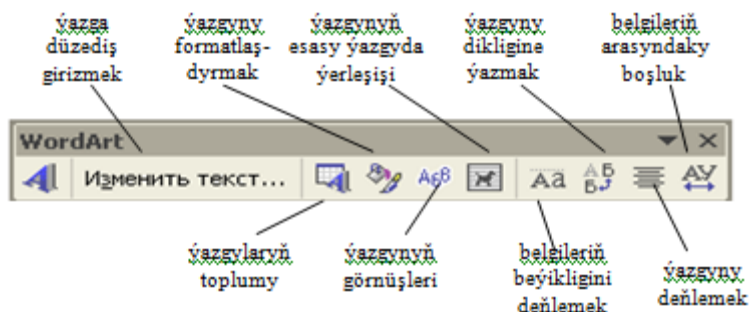 ýazga
düzediş
girizmek
ýazgyny
formatlaş-
dyrmak
ýazgynyň
esasy ýazgyda
ýerleşişi
ýazgyny
dikligine
ýazmak
belgileriň
arasyndaky
boşluk
WordArt
Изменить текст...
ýazgylaryň
toplumy
ýazgynyň
görnüşleri
belgileriň
beýikligini
deňlemek
ýazgyny
deňlemek